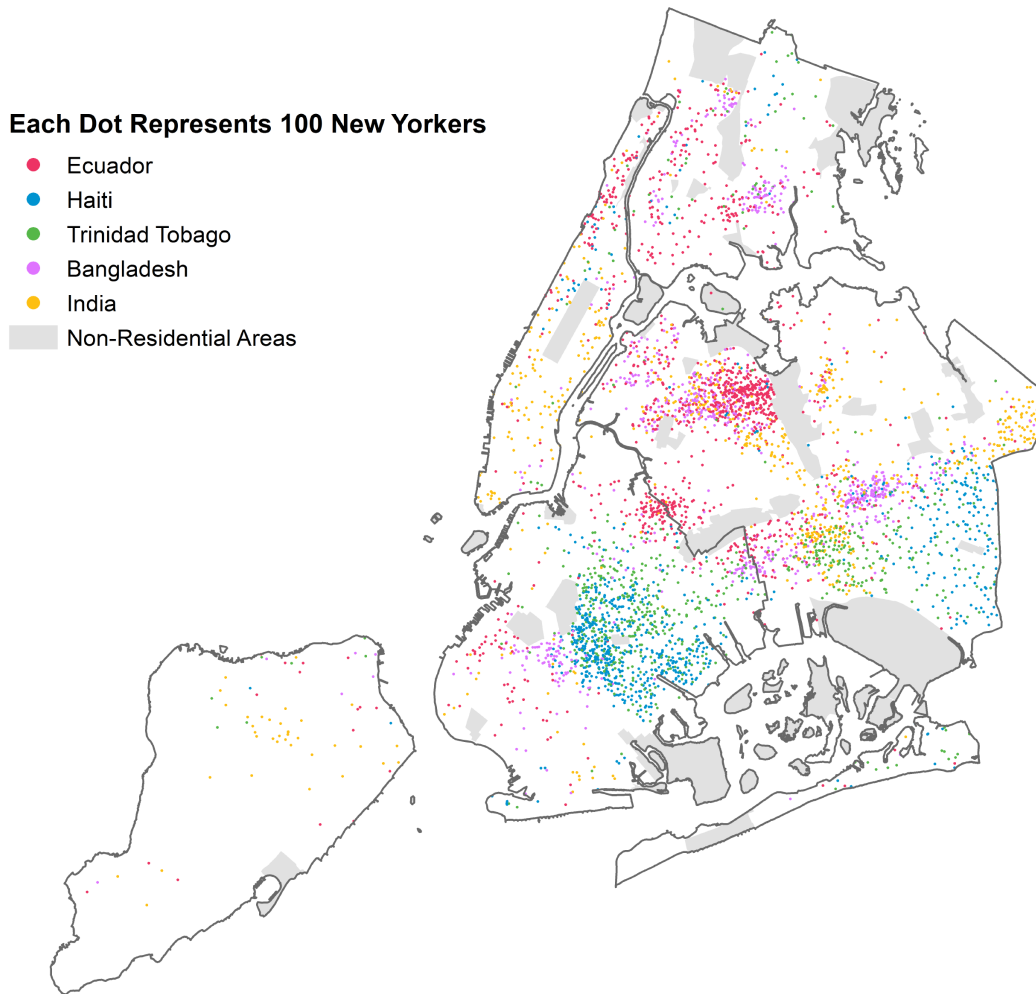 Each Dot Represents 100 New Yorkers
Ecuador
Haiti
Trinidad Tobago
Bangladesh
India
Non-Residential Areas